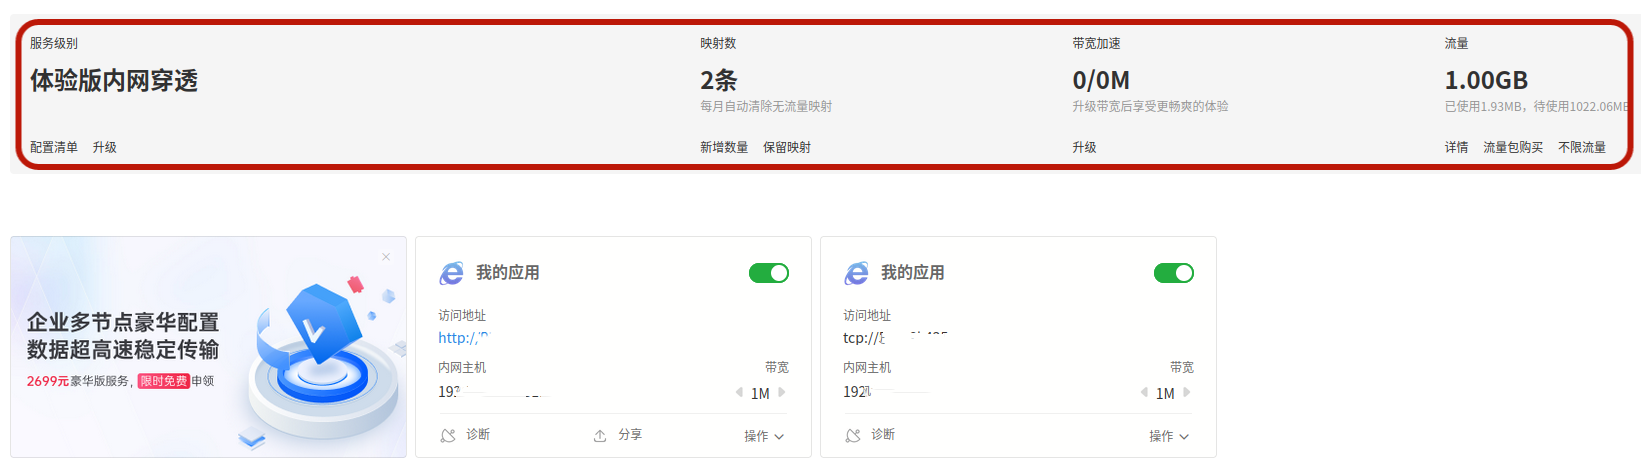 服务级别 映射数 带宽加速 流量
体验版内网穿透 2条 0/0M 1.00GB
每月自动清除无流量映射 升级带宽后享受更畅爽的体验 已使用1.93MB，待使用1022.06MB
配置清单 升级 新增数量 保留映射 升级 详情 流量包购买 不限流量
企业多节点豪华配置
数据超高速稳定传输
2699元豪华版服务，限时免费申领
我的应用
访问地址
http://
内网主机 带宽
192 1M
诊断 分享 操作
我的应用
访问地址
tcp://
内网主机 带宽
192 1M
诊断 操作